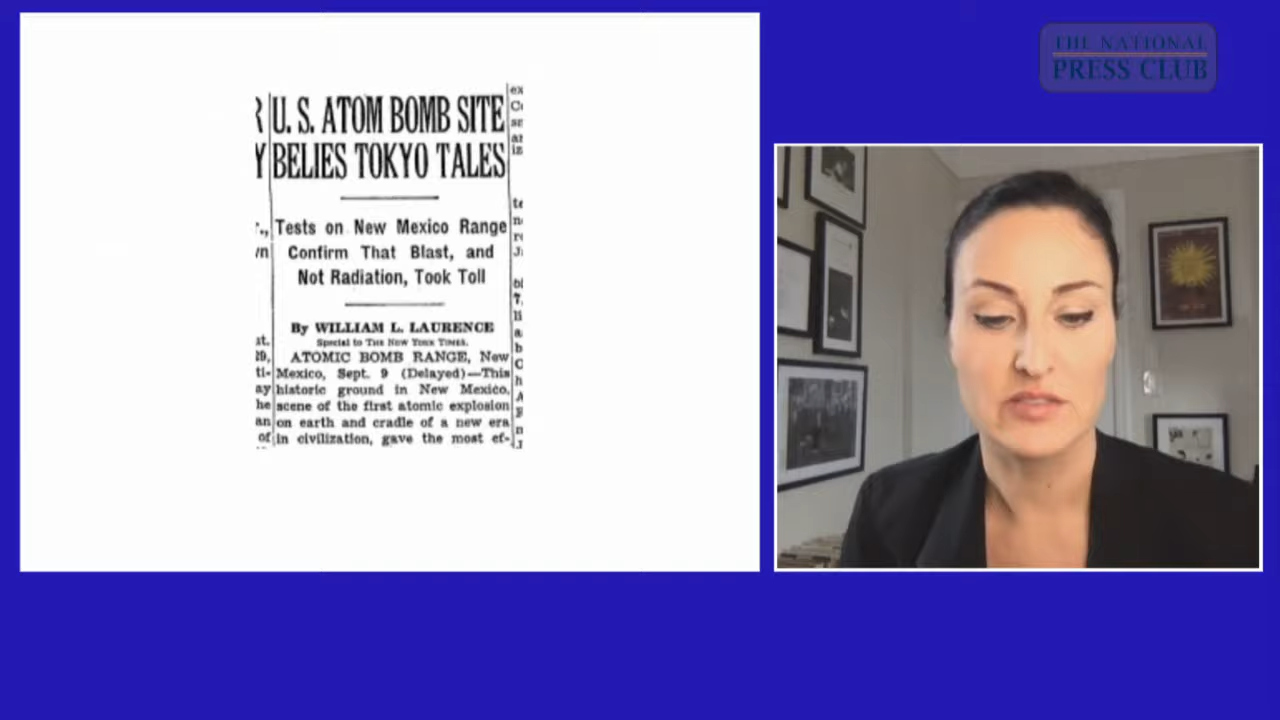 THE NATIONAL
PRESS CLUB
U. S. ATOM BOMB SITE
BELIES TOKYO TALES
Tests on New Mexico Range
Confirm That Blast, and
Not Radiation, Took Toll
By WILLIAM L. LAURENCE
Special to THE NEW YORK TIMES.
ATOMIC BOMB RANGE, New
Mexico, Sept. 9 (Delayed)—This
historic ground in New Mexico,
scene of the first atomic explosion
on earth and cradle of a new era
in civilization, gave the most ef-